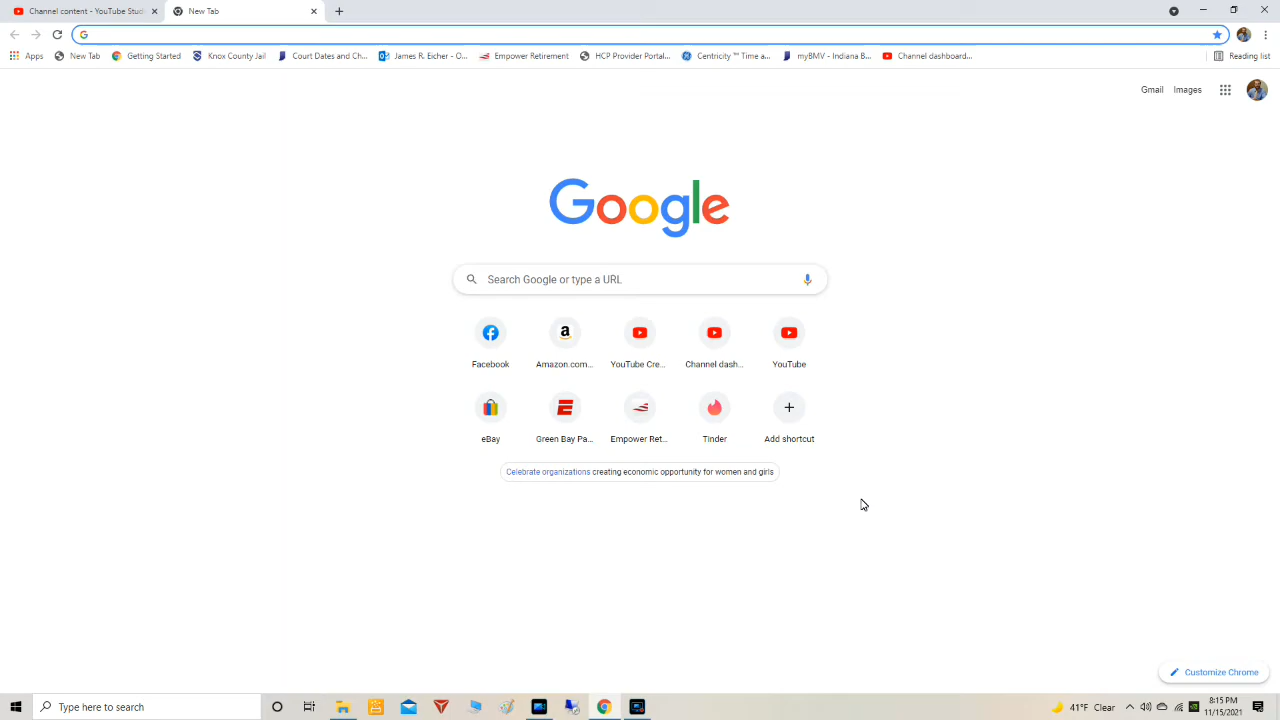 Channel content - YouTube Studi
New Tab
Apps New Tab Getting Started Knox County Jail Court Dates and Ch... James R. Eicher - O... Empower Retirement HCP Provider Portal... Centricity ™ Time a... myBMV - Indiana B... Channel dashboard... Reading list
Gmail Images
Google
Search Google or type a URL
Facebook Amazon.com... YouTube Cre... Channel dash... YouTube
eBay Green Bay Pa... Empower Ret... Tinder Add shortcut
Celebrate organizations creating economic opportunity for women and girls
Customize Chrome
Type here to search
41°F Clear
8:15 PM
11/15/2021